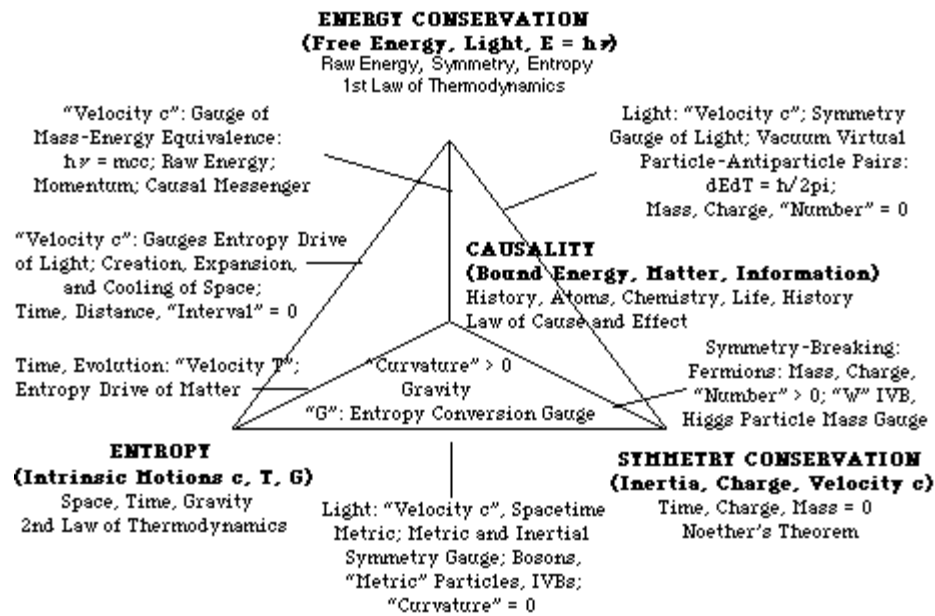 ENERGY CONSERVATION
(Free Energy, Light, E = hν)
Raw Energy, Symmetry, Entropy
1st Law of Thermodynamics
"Velocity c": Gauge of
Mass-Energy Equivalence:
hν = mcc; Raw Energy;
Momentum; Causal Messenger
Light: "Velocity c"; Symmetry
Gauge of Light; Vacuum Virtual
Particle-Antiparticle Pairs:
dEdT = h/2pi;
Mass, Charge, "Number" = 0
"Velocity c": Gauges Entropy Drive
of Light; Creation, Expansion,
and Cooling of Space;
Time, Distance, "Interval" = 0
CAUSALITY
(Bound Energy, Matter, Information)
History, Atoms, Chemistry, Life, History
Law of Cause and Effect
Time, Evolution: "Velocity T";
Entropy Drive of Matter
"Curvature" > 0
Gravity
"G": Entropy Conversion Gauge
Symmetry-Breaking:
Fermions: Mass, Charge,
"Number" > 0; "W" IVB,
Higgs Particle Mass Gauge
ENTROPY
(Intrinsic Motions c, T, G)
Space, Time, Gravity
2nd Law of Thermodynamics
Light: "Velocity c", Spacetime
Metric; Metric and Inertial
Symmetry Gauge; Bosons,
"Metric" Particles, IVBs;
"Curvature" = 0
SYMMETRY CONSERVATION
(Inertia, Charge, Velocity c)
Time, Charge, Mass = 0
Noether's Theorem